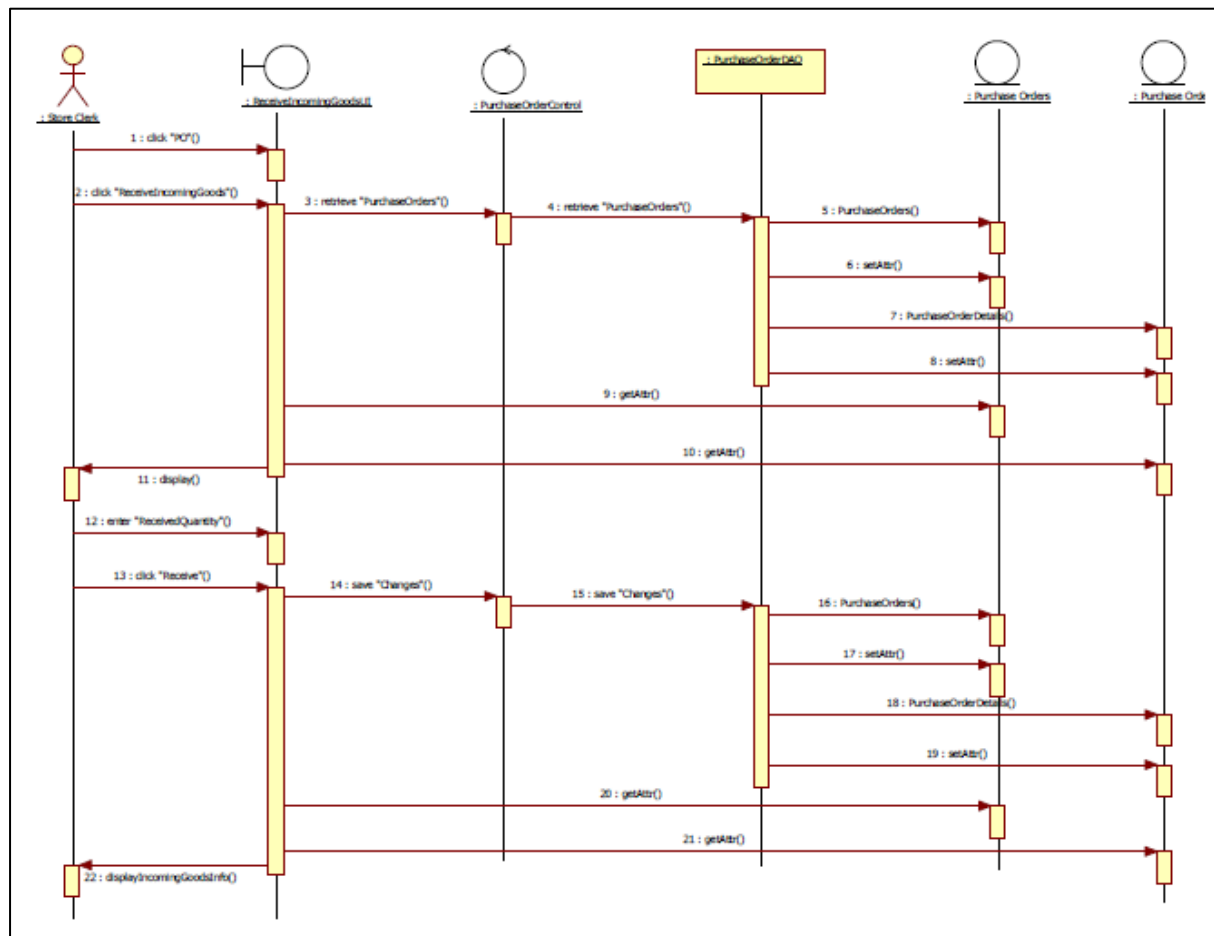 : Store Clerk
: ReceiveIncomingGoodsUI
: PurchaseOrderControl
: PurchaseOrderDAO
: Purchase Orders
: Purchase Orde
1 : click "PO"()
2 : click "ReceiveIncomingGoods"()
3 : retrieve "PurchaseOrders"()
4 : retrieve "PurchaseOrders"()
5 : PurchaseOrders()
6 : setAttr()
7 : PurchaseOrderDetails()
8 : setAttr()
9 : getAttr()
10 : getAttr()
11 : display()
12 : enter "ReceivedQuantity"()
13 : click "Receive"()
14 : save "Changes"()
15 : save "Changes"()
16 : PurchaseOrders()
17 : setAttr()
18 : PurchaseOrderDetails()
19 : setAttr()
20 : getAttr()
21 : getAttr()
22 : displayIncomingGoodsInfo()